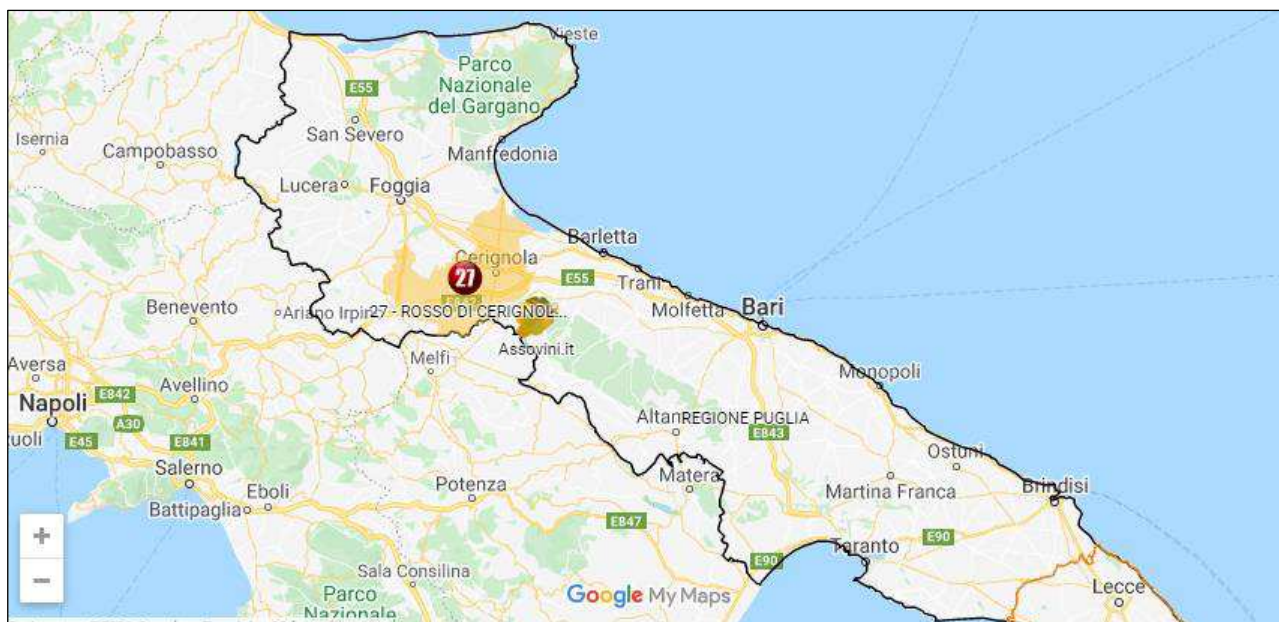 Vieste
Parco
Nazionale
del Gargano
E55
Isernia
San Severo
Campobasso
Manfredonia
Lucera
Foggia
Barletta
Cerignola
27
E55
Trani
Benevento
Ariano Irpin
27 - ROSSO DI CERIGNOL...
Molfetta
Bari
Assovini.it
Melfi
Aversa
Avellino
Monopoli
E842
Napoli
A30
E45
E841
Altam
REGIONE PUGLIA
E843
Salerno
Ostuni
Matera
Eboli
Potenza
Martina Franca
Brindisi
Battipaglia
E847
E90
Taranto
E90
Sala Consilina
Lecce
Parco
Nazionale
Google My Maps
+
−